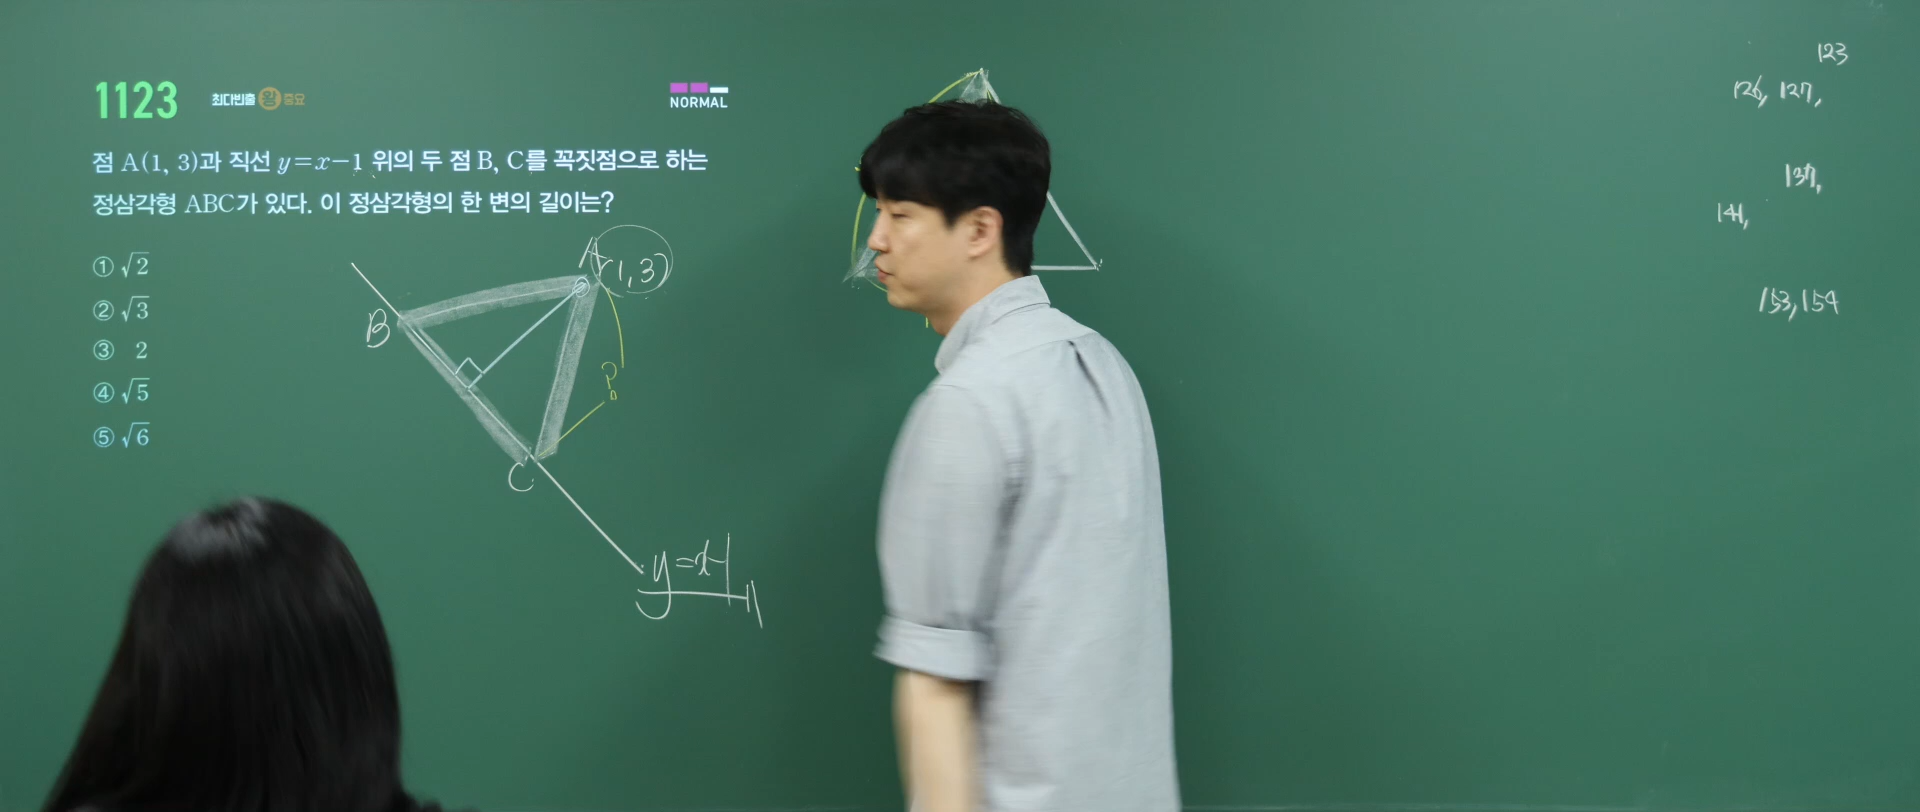 1123 최다빈출 왕 중요
NORMAL
점 A(1, 3)과 직선 y=x-1 위의 두 점 B, C를 꼭짓점으로 하는
정삼각형 ABC가 있다. 이 정삼각형의 한 변의 길이는?
① √2
② √3
③ 2
④ √5
⑤ √6
A(1, 3)
B
C
y=x-1
123
126, 127,
137,
141,
153, 154